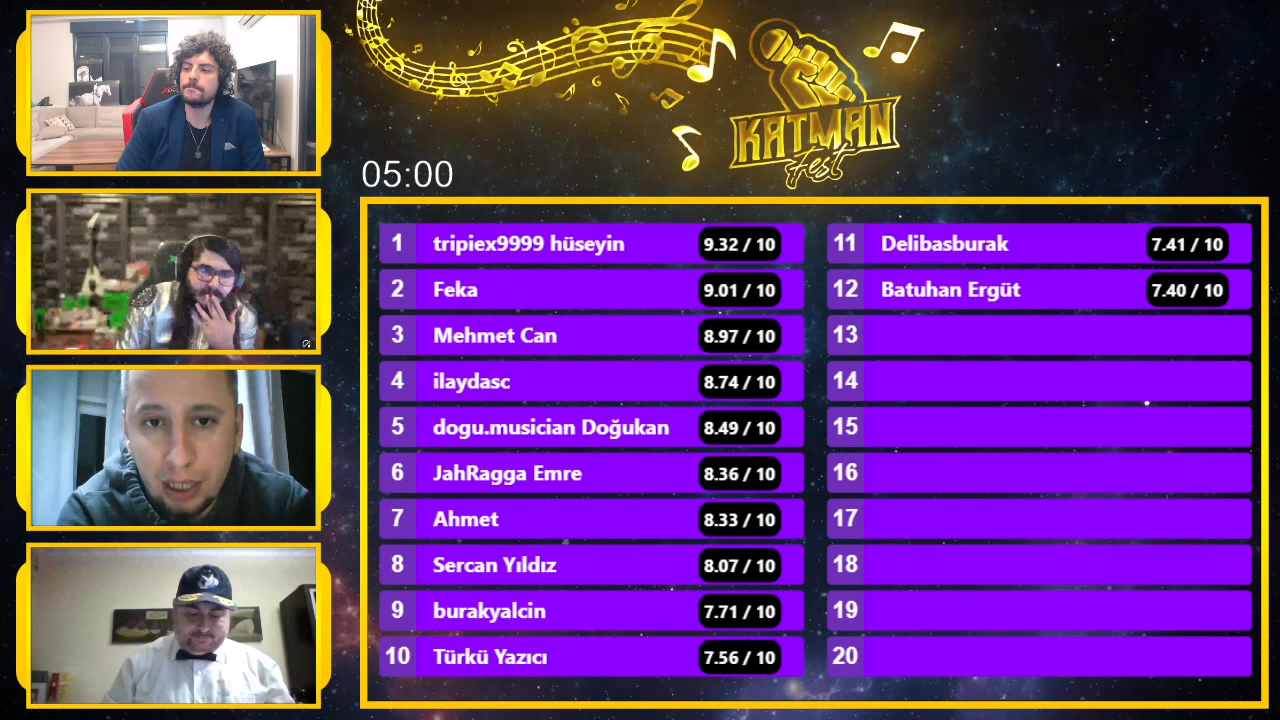 KATMAN
Fest
05:00
1 tripiex9999 hüseyin 9.32 / 10
2 Feka 9.01 / 10
3 Mehmet Can 8.97 / 10
4 ilaydasc 8.74 / 10
5 dogu.musician Doğukan 8.49 / 10
6 JahRagga Emre 8.36 / 10
7 Ahmet 8.33 / 10
8 Sercan Yıldız 8.07 / 10
9 burakyalcin 7.71 / 10
10 Türkü Yazıcı 7.56 / 10
11 Delibasburak 7.41 / 10
12 Batuhan Ergüt 7.40 / 10
13
14
15
16
17
18
19
20